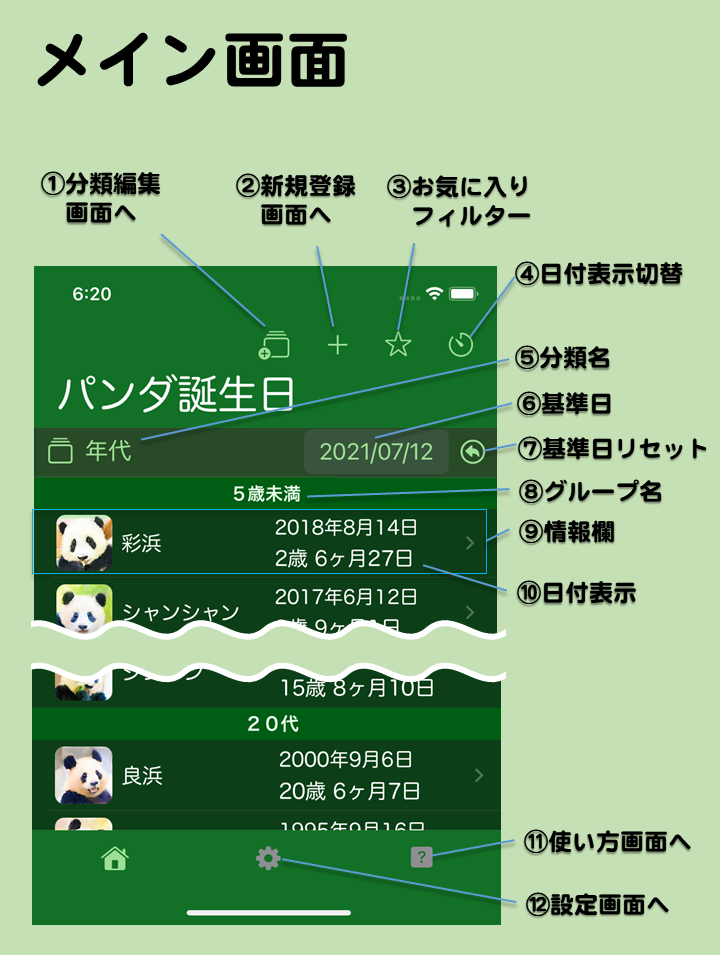 メイン画面
①分類編集
画面へ
②新規登録
画面へ
③お気に入り
フィルター
④日付表示切替
6:20
パンダ誕生日
⑤分類名
⑥基準日
年代
2021/07/12
⑦基準日リセット
5歳未満
⑧グループ名
彩浜
2018年8月14日
2歳 6ヶ月27日
⑨情報欄
⑩日付表示
シャンシャン
2017年6月12日
15歳 8ヶ月10日
20代
良浜
2000年9月6日
20歳 6ヶ月7日
1995年9月16日
?
⑪使い方画面へ
⑫設定画面へ